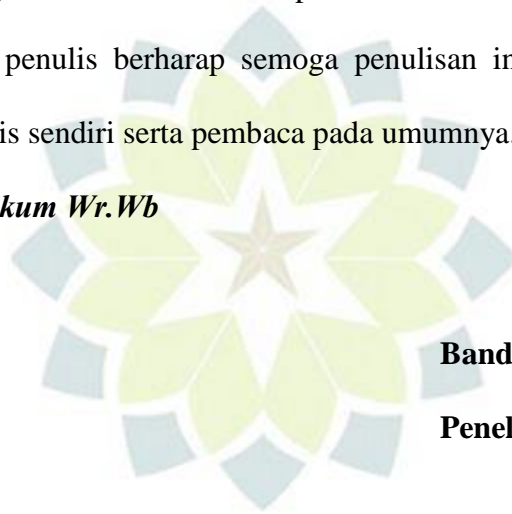 penulis berharap semoga penulisan in
is sendiri serta pembaca pada umumnya.
kum Wr.Wb
Band
Penel